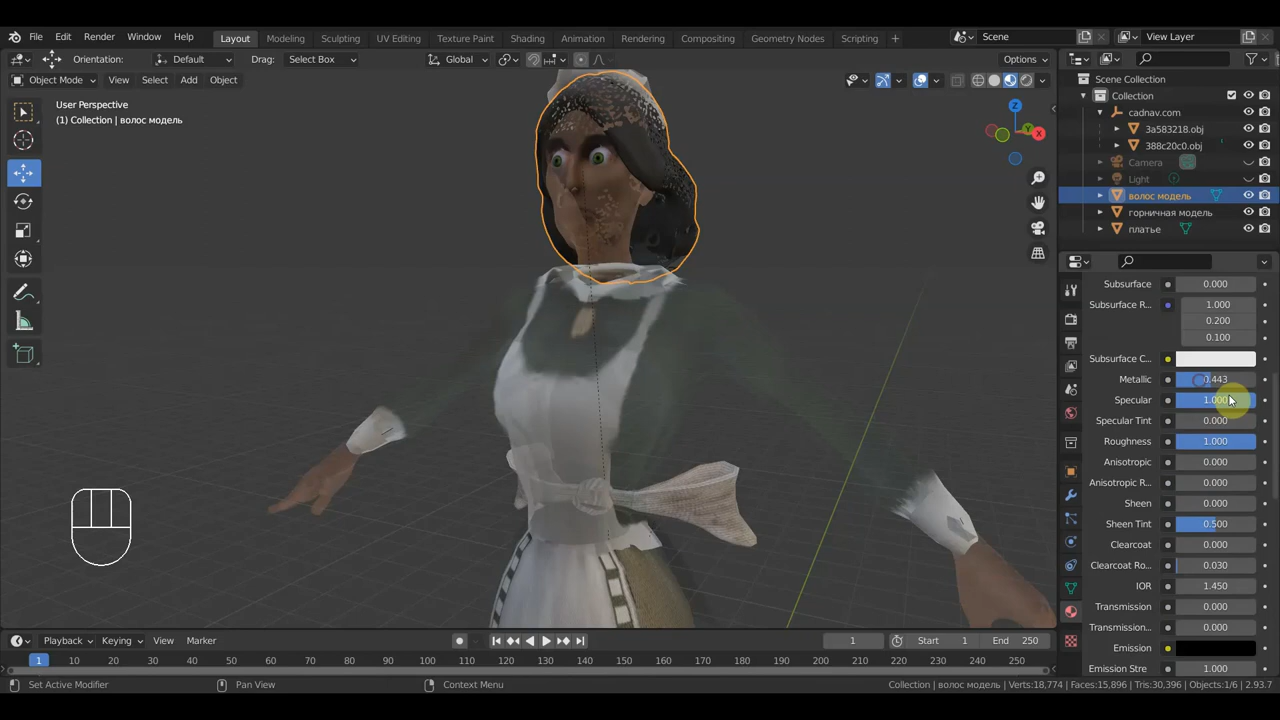 File Edit Render Window Help Layout Modeling Sculpting UV Editing Texture Paint Shading Animation Rendering Compositing Geometry Nodes Scripting + Scene View Layer
Orientation: Default Drag: Select Box Global Options
Object Mode View Select Add Object
User Perspective
(1) Collection | волос модель
Z
Y
X
Scene Collection
Collection
cadnav.com
3a583218.obj
388c20c0.obj
Camera
Light
волос модель
горничная модель
платье
Subsurface 0.000
Subsurface R... 1.000
0.200
0.100
Subsurface C...
Metallic 0.443
Specular 1.000
Specular Tint 0.000
Roughness 1.000
Anisotropic 0.000
Anisotropic R... 0.000
Sheen 0.000
Sheen Tint 0.500
Clearcoat 0.000
Clearcoat Ro... 0.030
IOR 1.450
Transmission 0.000
Transmission... 0.000
Emission
Emission Stre 1.000
Playback Keying View Marker 1 Start 1 End 250
1 10 20 30 40 50 60 70 80 90 100 110 120 130 140 150 160 170 180 190 200 210 220 230 240 250
Set Active Modifier Pan View Context Menu Collection | волос модель | Verts:18,774 | Faces:15,896 | Tris:30,396 | Objects:1/6 | 2.93.7